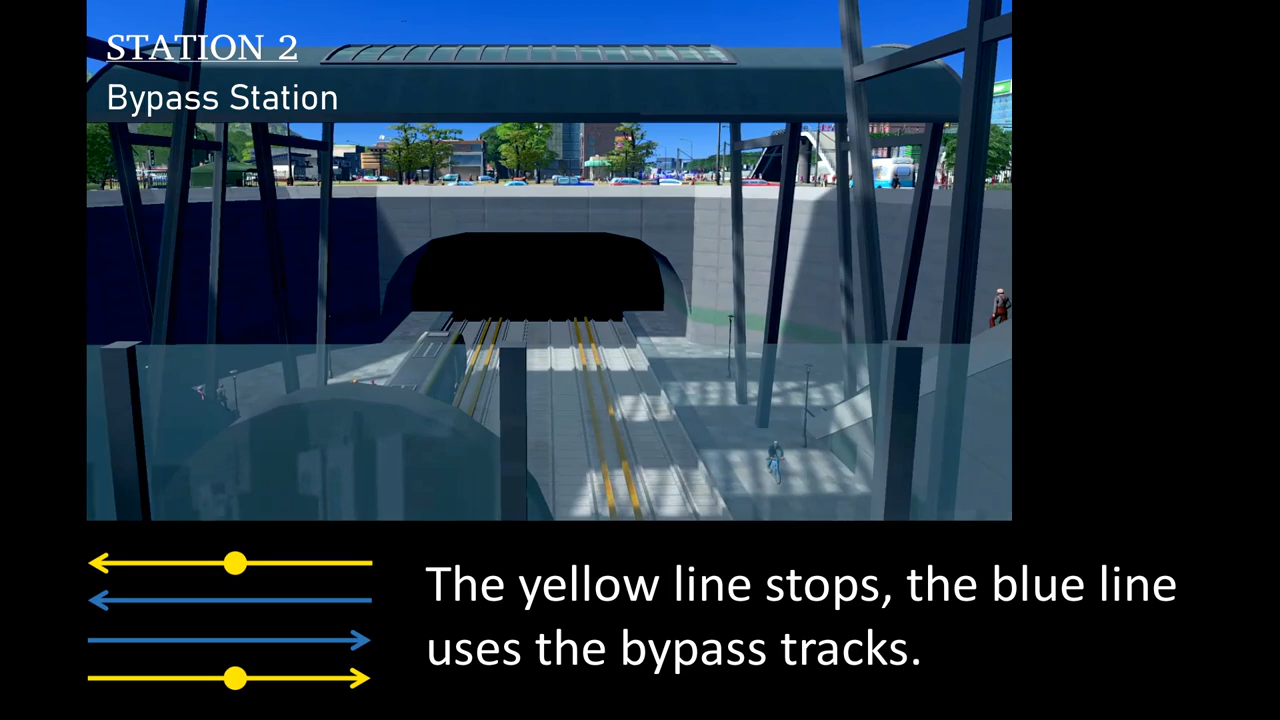 STATION 2
Bypass Station
The yellow line stops, the blue line
uses the bypass tracks.